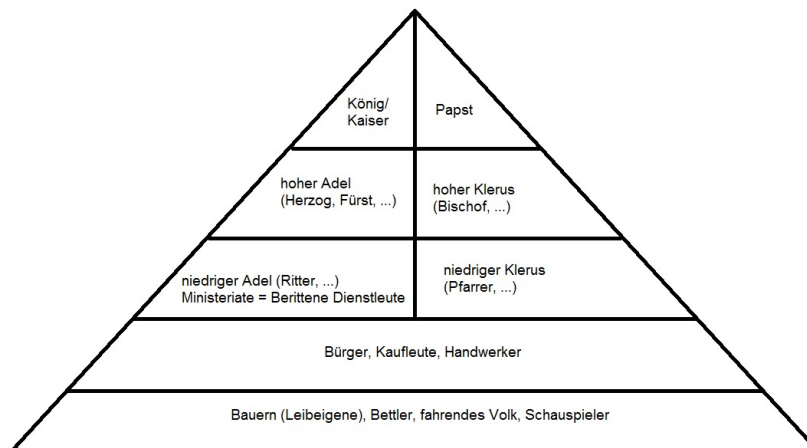 König/
Kaiser
Papst
hoher Adel
(Herzog, Fürst, ...)
hoher Klerus
(Bischof, ...)
niedriger Adel (Ritter, ...)
Ministeriate = Berittene Dienstleute
niedriger Klerus
(Pfarrer, ...)
Bürger, Kaufleute, Handwerker
Bauern (Leibeigene), Bettler, fahrendes Volk, Schauspieler